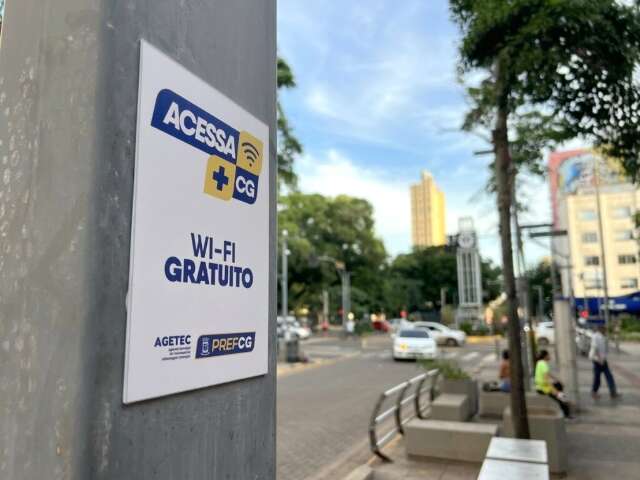 ACESSA
+ CG
WI-FI
GRATUITO
AGETEC
PREFCG